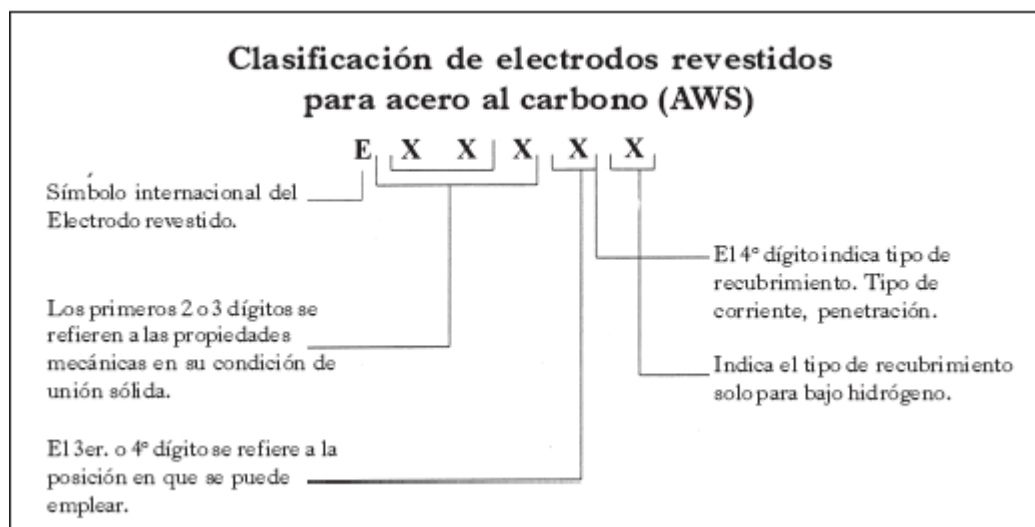 Clasificación de electrodos revestidos
para acero al carbono (AWS)
E X X X X X
Símbolo internacional del
Electrodo revestido.
El 4° dígito indica tipo de
recubrimiento. Tipo de
corriente, penetración.
Los primeros 2 o 3 dígitos se
refieren a las propiedades
mecánicas en su condición de
unión sólida.
Indica el tipo de recubrimiento
solo para bajo hidrógeno.
El 3er. o 4° dígito se refiere a la
posición en que se puede
emplear.